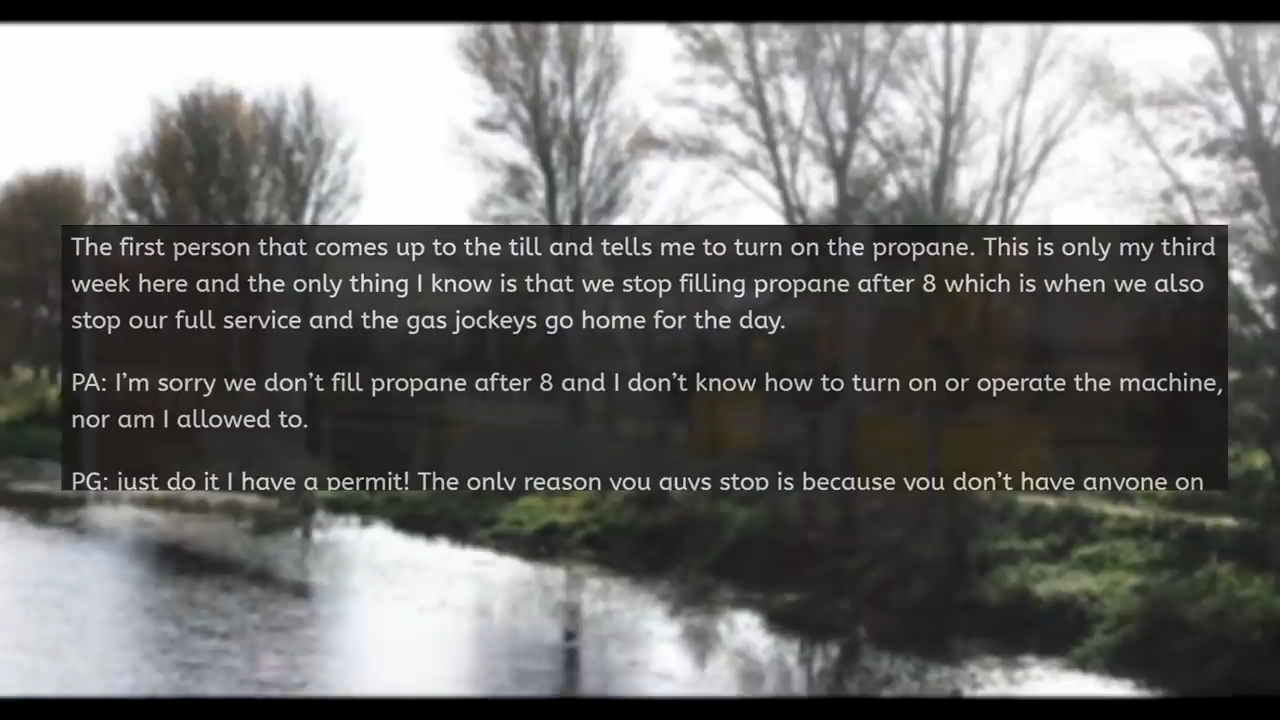 The first person that comes up to the till and tells me to turn on the propane. This is only my third
week here and the only thing I know is that we stop filling propane after 8 which is when we also
stop our full service and the gas jockeys go home for the day.
PA: I’m sorry we don’t fill propane after 8 and I don’t know how to turn on or operate the machine,
nor am I allowed to.
PG: just do it I have a permit! The only reason you guys stop is because you don’t have anyone on